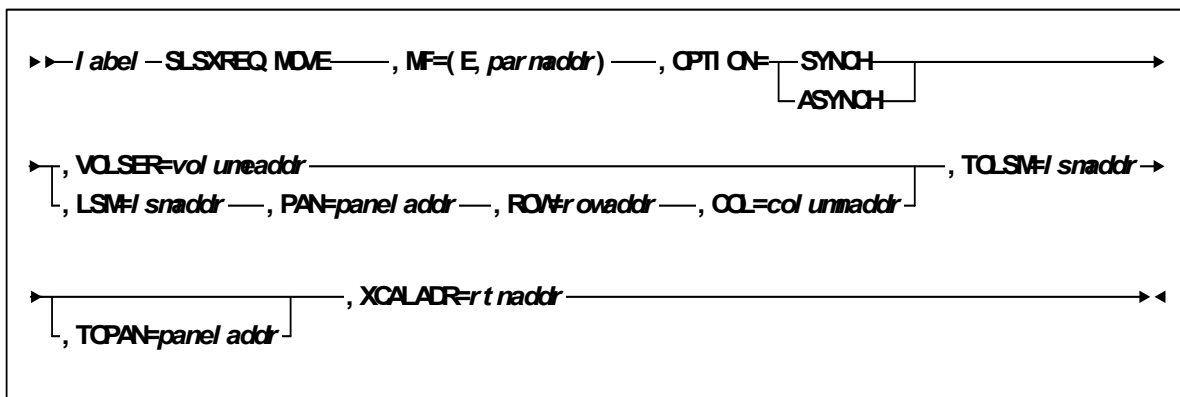 label SLSXREQ MOVE , MF=(E, parmaddr) , OPTION= SYNCH
ASYNCH
, VOLSER=volumeaddr , TOLSM=lsmaddr
, LSM=lsmaddr , PAN=paneladdr , ROW=rowaddr , COL=columnaddr
, XCALADR=rtnaddr
, TOPAN=paneladdr